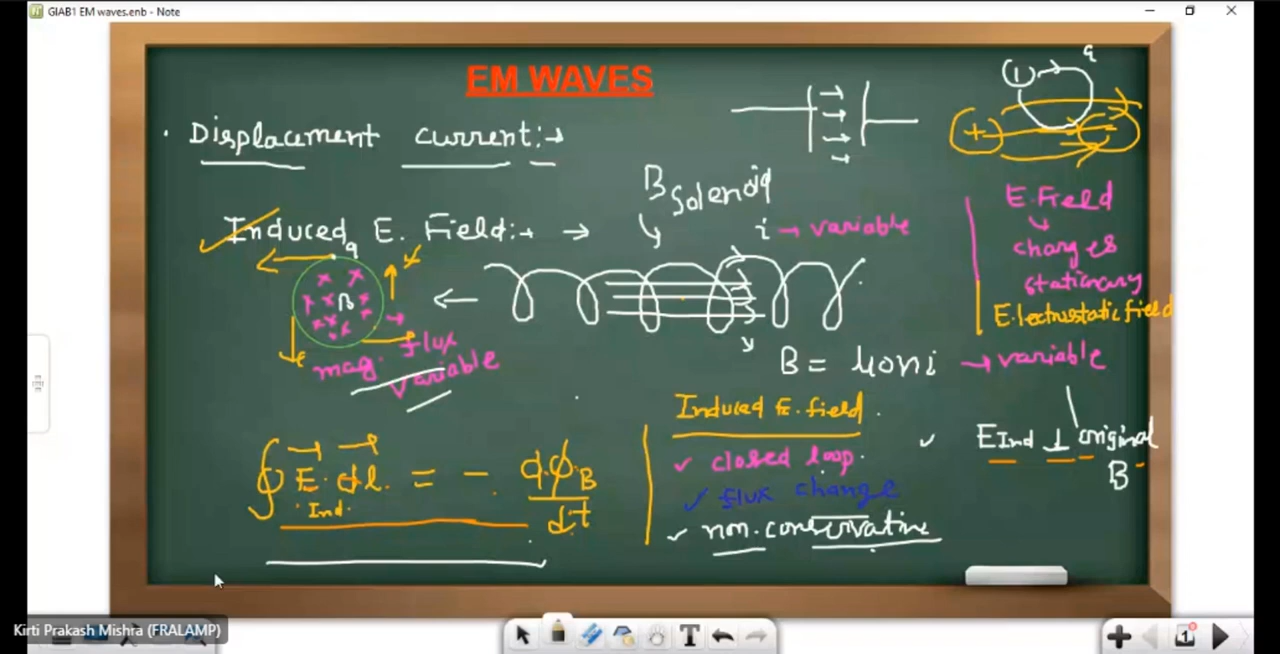 GIAB1 EM waves.enb - Note
EM WAVES
Displacement current:→
Induced E. Field:→ →
q
B
mag. flux
variable
B solenoid
i → variable
B = μ0ni → variable
q
+
E.Field
charges
stationary
Electrostatic field
∮ E. dl. = - dφB
Ind. dt
Induced E.field.
✓ closed loop.
✓ flux change
✓ non.conservative
✓ EInd ⊥ original
B
Kirti Prakash Mishra (FRALAMP)
T
1